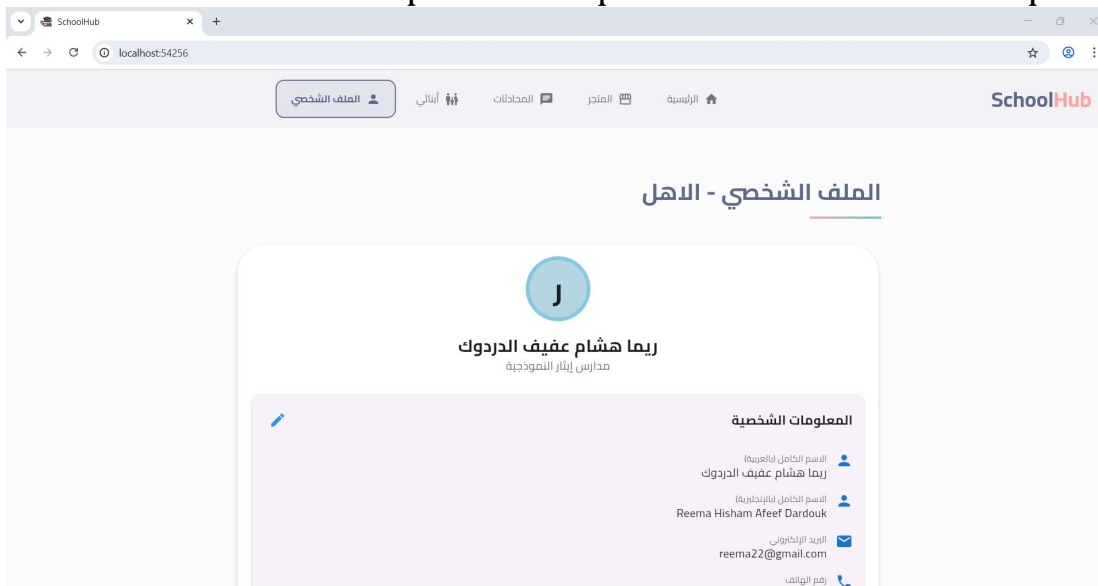 SchoolHub
localhost:54256
SchoolHub
الرئيسية
المتجر
المحادثات
أبنائي
الملف الشخصي
الملف الشخصي - الاهل
ر
ريما هشام عفيف الدردوك
مدارس إيثار النموذجية
المعلومات الشخصية
الاسم الكامل (بالعربية)
ريما هشام عفيف الدردوك
الاسم الكامل (بالإنجليزية)
Reema Hisham Afeef Dardouk
البريد الإلكتروني
reema22@gmail.com
رقم الهاتف